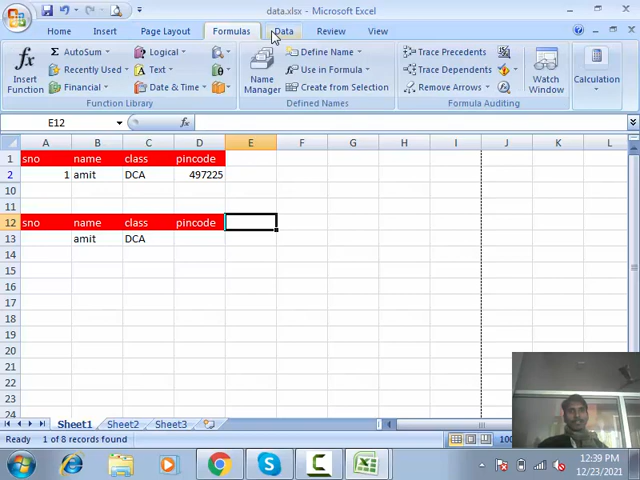 data.xlsx - Microsoft Excel
Home Insert Page Layout Formulas Data Review View
fx Insert Function
Σ AutoSum
Recently Used
Financial
Logical
Text
Date & Time
Function Library
Name Manager
Define Name
Use in Formula
Create from Selection
Defined Names
Trace Precedents
Trace Dependents
Remove Arrows
Formula Auditing
Watch Window
Calculation
E12 fx
A B C D E F G H I J K L
1 sno name class pincode
2 1 amit DCA 497225
10
11
12 sno name class pincode
13 amit DCA
14
15
16
17
18
19
20
21
22
23
24
Sheet1 Sheet2 Sheet3
Ready 1 of 8 records found 100
12:39 PM
12/23/2021